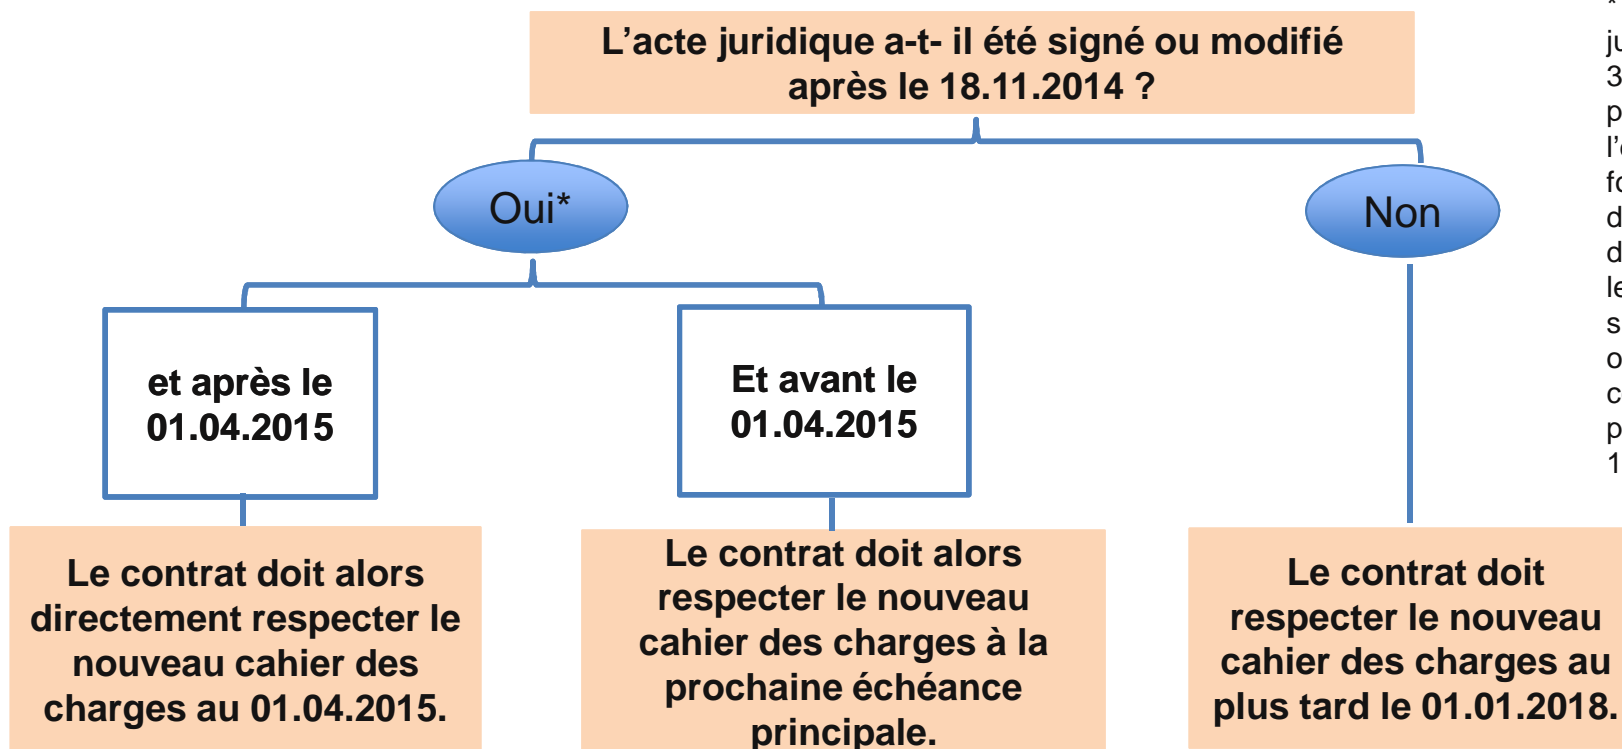 L’acte juridique a-t- il été signé ou modifié
après le 18.11.2014 ?
Oui*
Non
et après le
01.04.2015
Et avant le
01.04.2015
Le contrat doit alors
directement respecter le
nouveau cahier des
charges au 01.04.2015.
Le contrat doit alors
respecter le nouveau
cahier des charges à la
prochaine échéance
principale.
Le contrat doit
respecter le nouveau
cahier des charges au
plus tard le 01.01.2018.